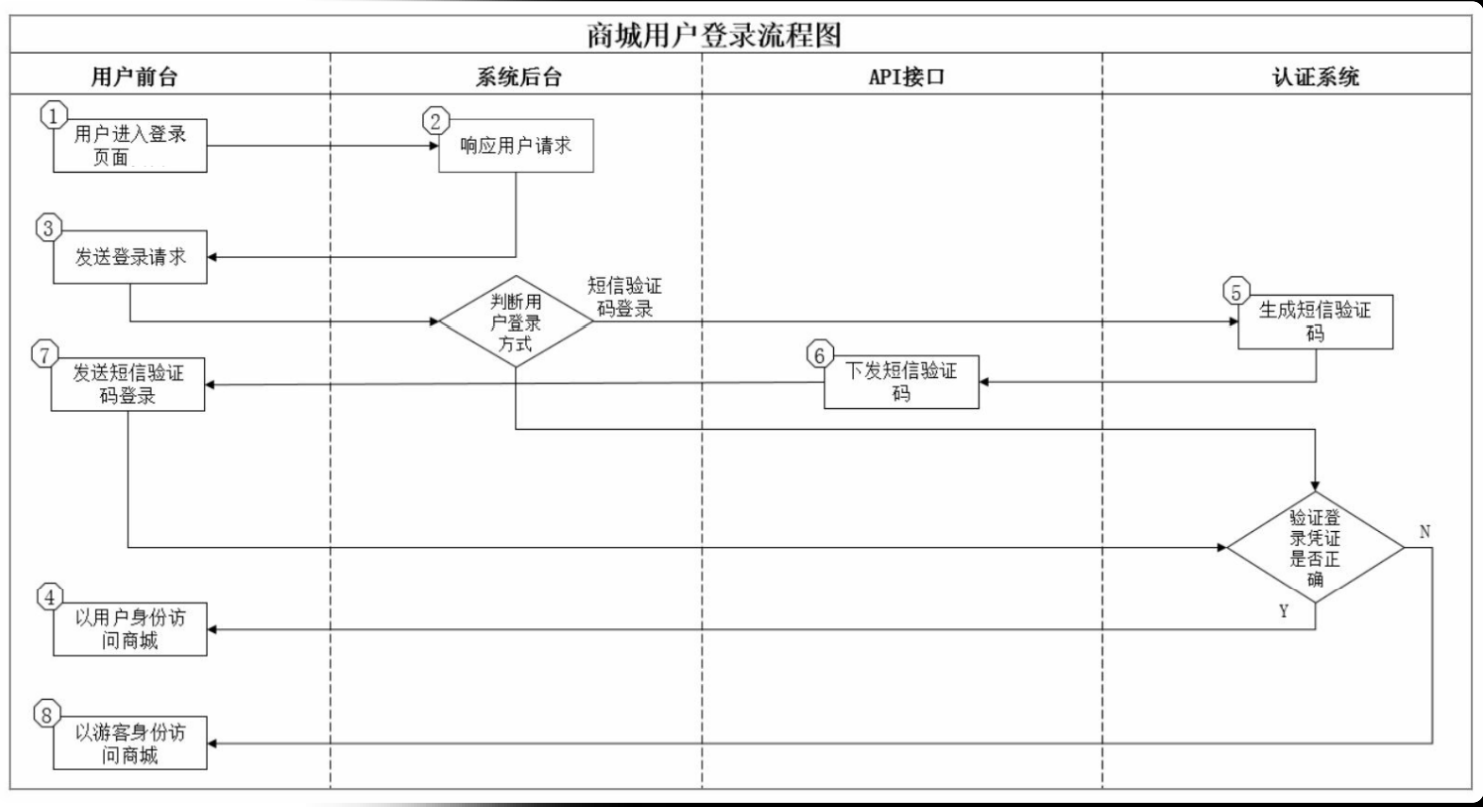 商城用户登录流程图
用户前台
系统后台
API接口
认证系统
1
用户进入登录
页面
2
响应用户请求
3
发送登录请求
判断用
户登录
方式
短信验证
码登录
5
生成短信验证
码
7
发送短信验证
码登录
6
下发短信验证
码
验证登
录凭证
是否正
确
N
Y
4
以用户身份访
问商城
8
以游客身份访
问商城